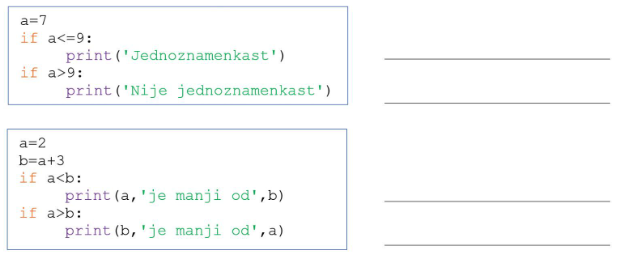 a=7
if a<=9:
print('Jednoznamenkast')
if a>9:
print('Nije jednoznamenkast')
a=2
b=a+3
if a<b:
print(a,'je manji od',b)
if a>b:
print(b,'je manji od',a)